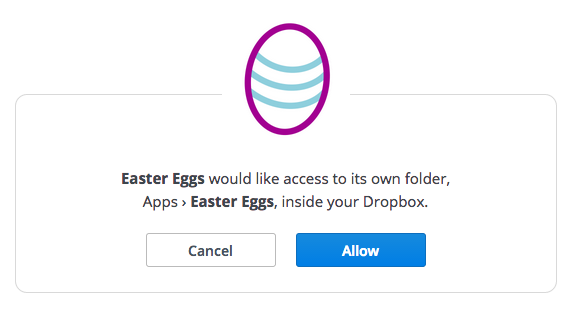 Easter Eggs would like access to its own folder,
Apps › Easter Eggs, inside your Dropbox.
Cancel
Allow